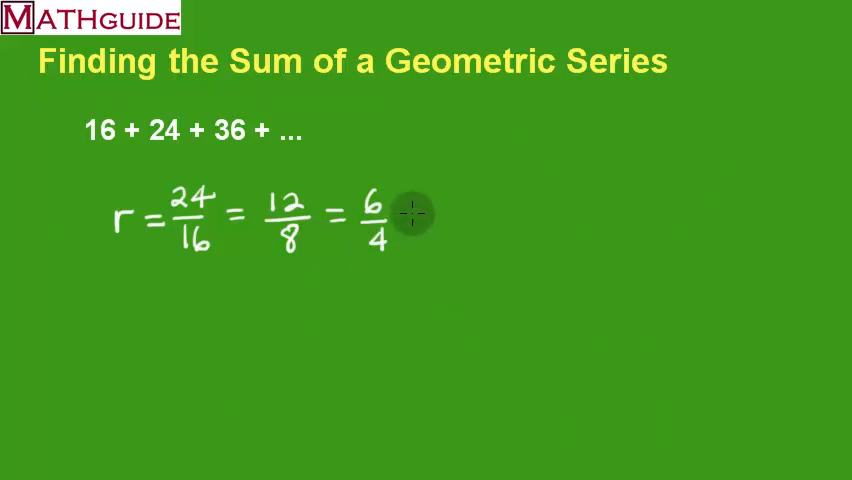 MATHGUIDE
Finding the Sum of a Geometric Series
16 + 24 + 36 + ...
r = 24/16 = 12/8 = 6/4